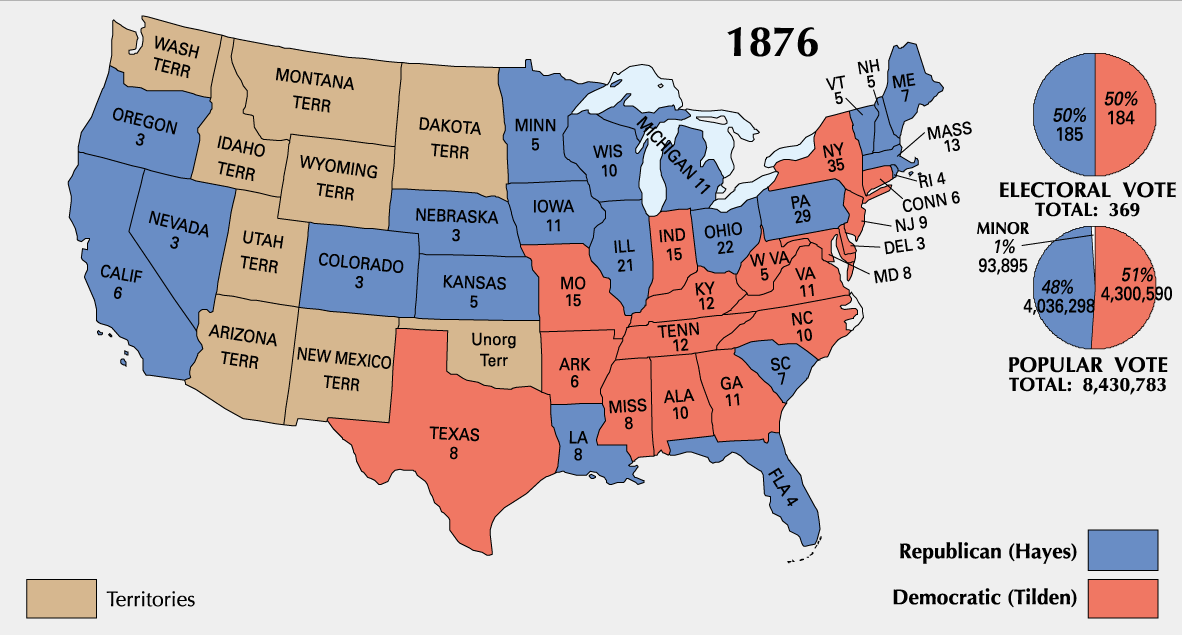 1876
WASH
TERR
MONTANA
TERR
DAKOTA
TERR
MINN
5
OREGON
3
IDAHO
TERR
WYOMING
TERR
WIS
10
MICHIGAN 11
VT
5
NH
5
ME
7
MASS
13
NY
35
RI 4
CONN 6
NJ 9
DEL 3
MD 8
PA
29
NEVADA
3
UTAH
TERR
COLORADO
3
NEBRASKA
3
IOWA
11
ILL
21
IND
15
OHIO
22
W VA
5
VA
11
CALIF
6
KANSAS
5
MO
15
KY
12
ARIZONA
TERR
NEW MEXICO
TERR
Unorg
Terr
TENN
12
NC
10
ARK
6
SC
7
MISS
8
ALA
10
GA
11
TEXAS
8
LA
8
FLA 4
50%
185
50%
184
ELECTORAL VOTE
TOTAL: 369
MINOR
1%
93,895
48%
4,036,298
51%
4,300,590
POPULAR VOTE
TOTAL: 8,430,783
Republican (Hayes)
Democratic (Tilden)
Territories